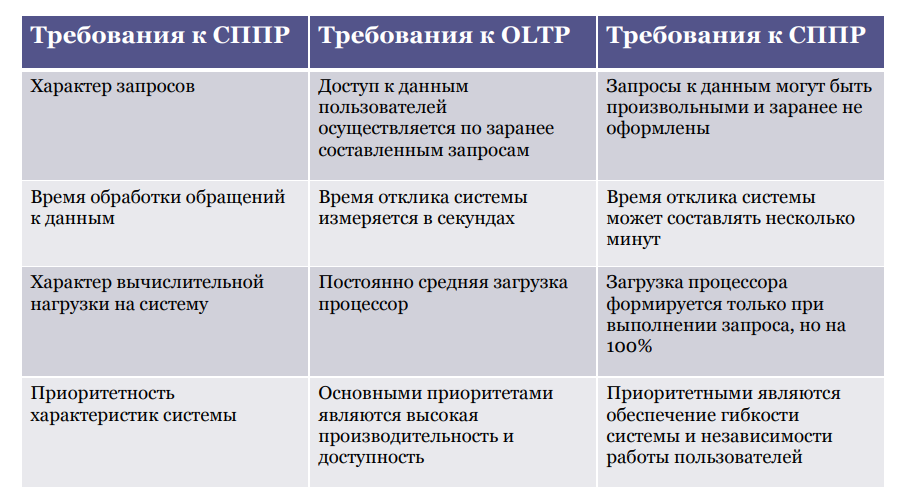 Требования к СППР
Требования к OLTP
Требования к СППР
Характер запросов
Доступ к данным
пользователей
осуществляется по заранее
составленным запросам
Запросы к данным могут быть
произвольными и заранее не
оформлены
Время обработки обращений
к данным
Время отклика системы
измеряется в секундах
Время отклика системы
может составлять несколько
минут
Характер вычислительной
нагрузки на систему
Постоянно средняя загрузка
процессор
Загрузка процессора
формируется только при
выполнении запроса, но на
100%
Приоритетность
характеристик системы
Основными приоритетами
являются высокая
производительность и
доступность
Приоритетными являются
обеспечение гибкости
системы и независимости
работы пользователей